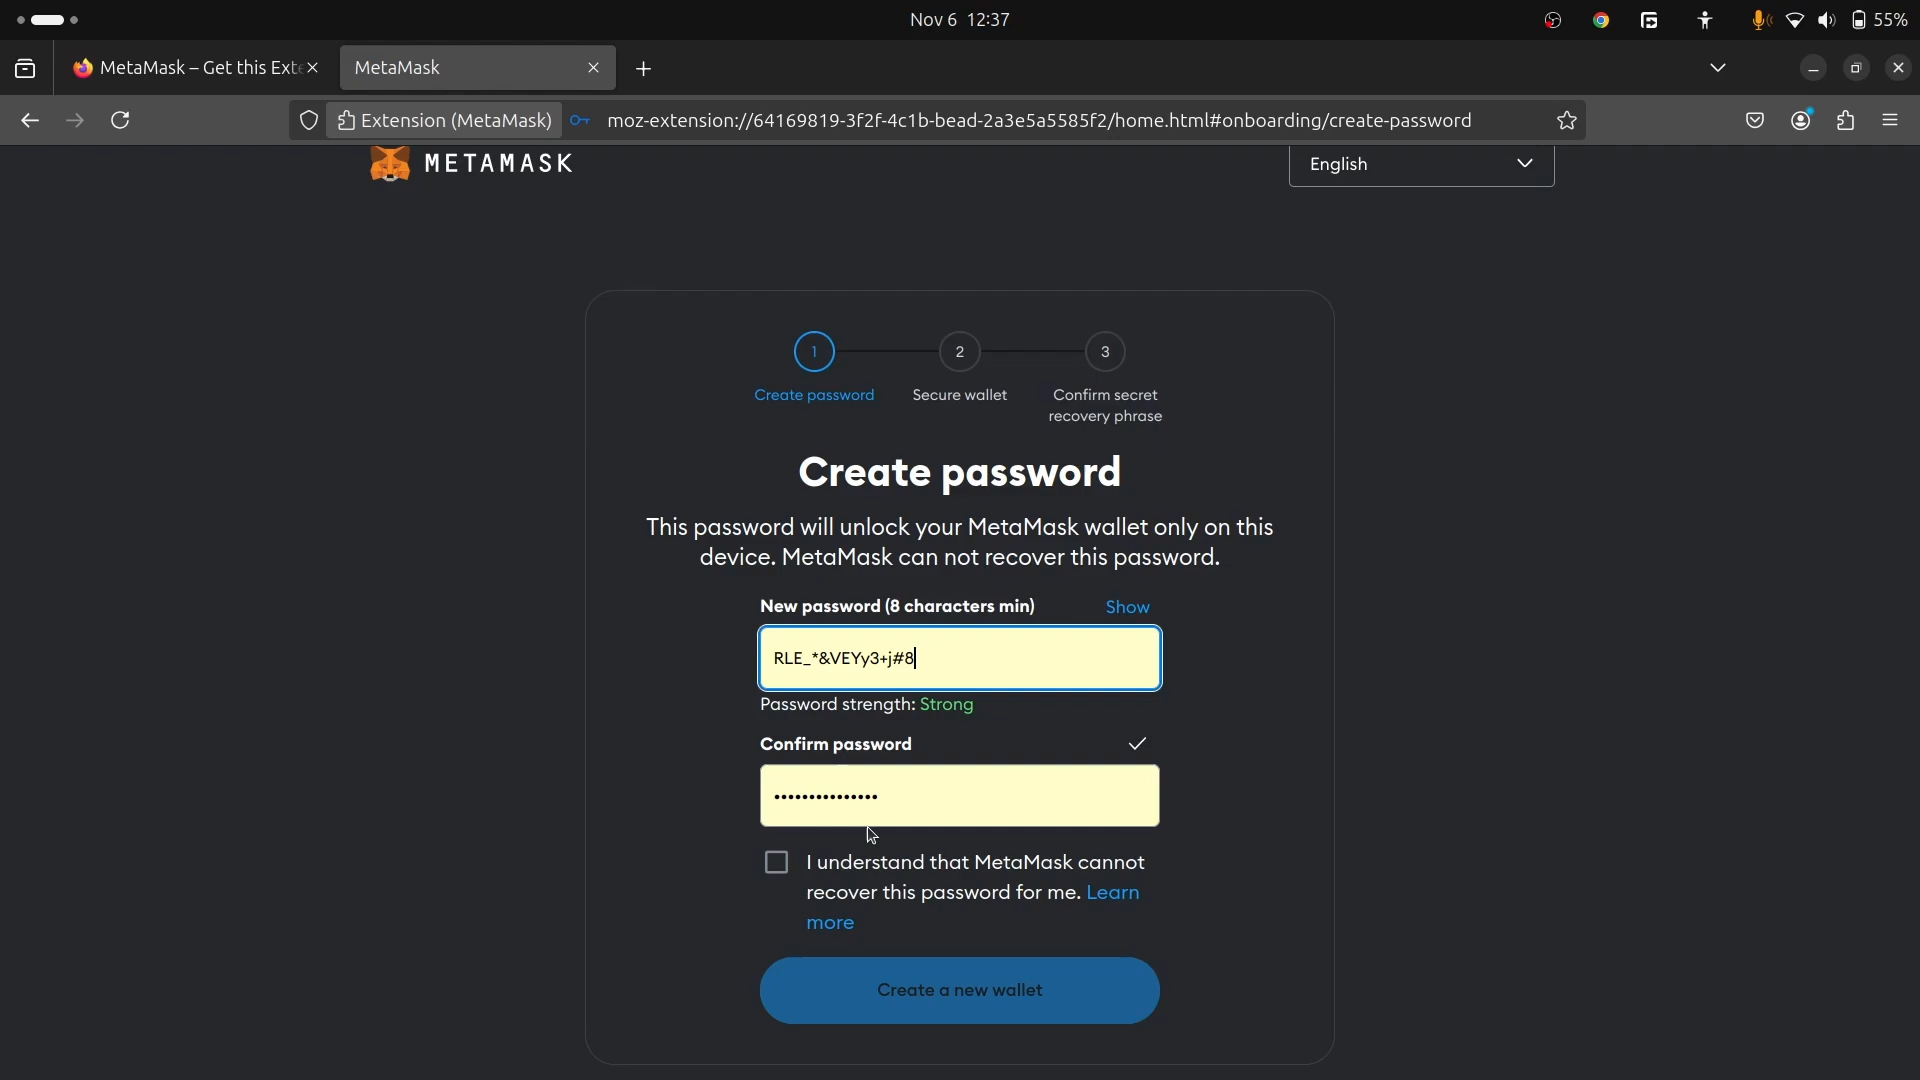 Nov 6 12:37
55%
MetaMask – Get this Exte
MetaMask
Extension (MetaMask)
moz-extension://64169819-3f2f-4c1b-bead-2a3e5a5585f2/home.html#onboarding/create-password
METAMASK
English
1
2
3
Create password
Secure wallet
Confirm secret
recovery phrase
Create password
This password will unlock your MetaMask wallet only on this
device. MetaMask can not recover this password.
New password (8 characters min)
Show
RLE_*&VEYy3+j#8
Password strength: Strong
Confirm password
•••••••••••••••
I understand that MetaMask cannot
recover this password for me. Learn
more
Create a new wallet